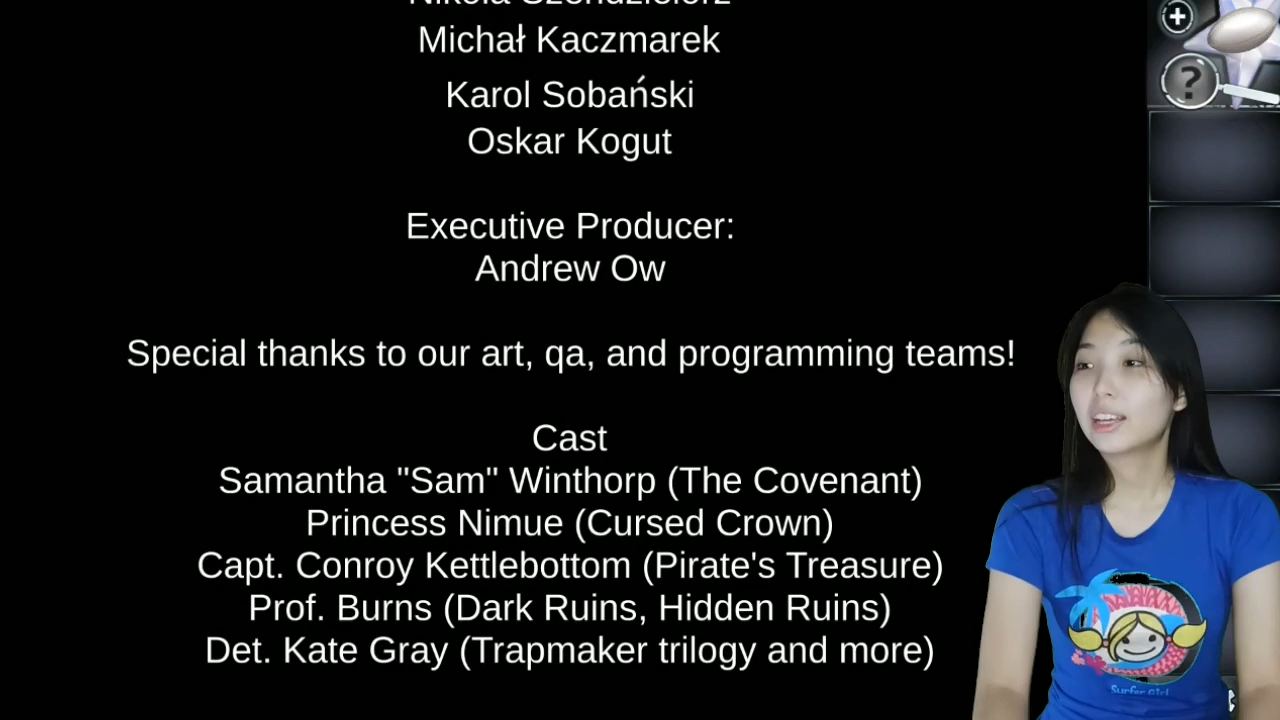 Michał Kaczmarek
Karol Sobański
Oskar Kogut
Executive Producer:
Andrew Ow
Special thanks to our art, qa, and programming teams!
Cast
Samantha "Sam" Winthorp (The Covenant)
Princess Nimue (Cursed Crown)
Capt. Conroy Kettlebottom (Pirate's Treasure)
Prof. Burns (Dark Ruins, Hidden Ruins)
Det. Kate Gray (Trapmaker trilogy and more)
?
Surfer Girl